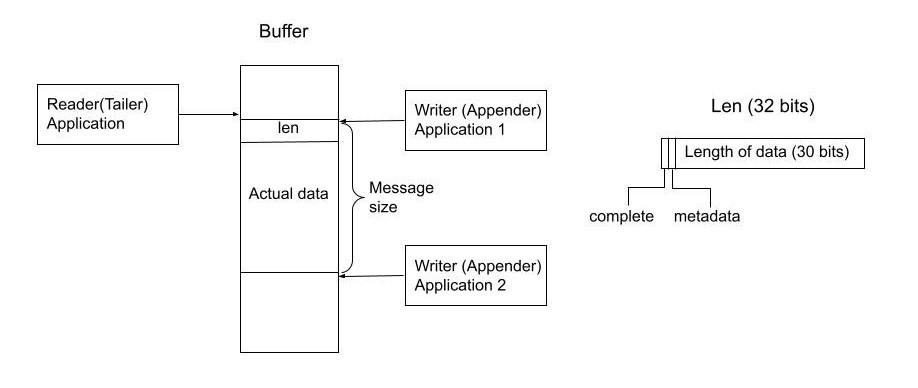 Buffer
Reader(Tailer)
Application
len
Actual data
Message
size
Writer (Appender)
Application 1
Writer (Appender)
Application 2
Len (32 bits)
Length of data (30 bits)
complete
metadata